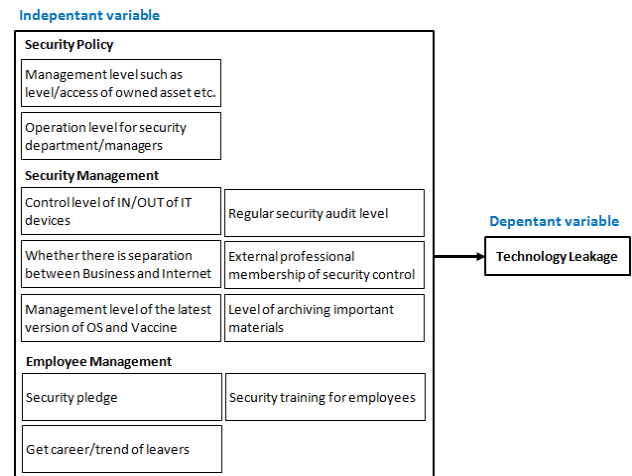 Indepentant variable
Security Policy
Management level such as
level/access of owned asset etc.
Operation level for security
department/managers
Security Management
Control level of IN/OUT of IT
devices
Regular security audit level
Whether there is separation
between Business and Internet
External professional
membership of security control
Management level of the latest
version of OS and Vaccine
Level of archiving important
materials
Employee Management
Security pledge
Security training for employees
Get career/trend of leavers
Depentant variable
Technology Leakage